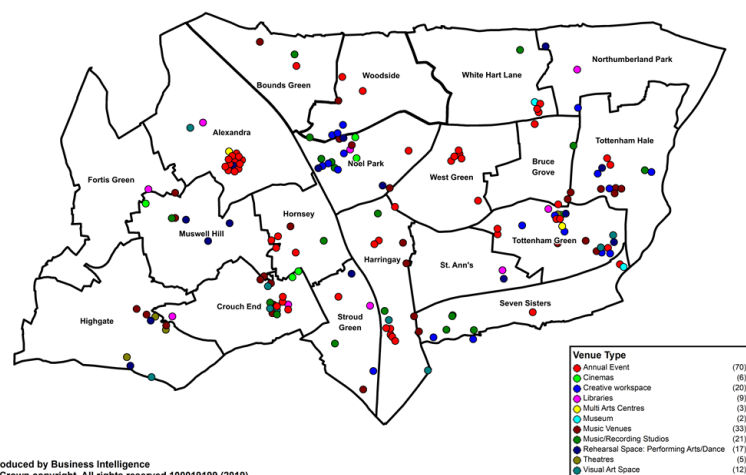 Northumberland Park
Woodside
White Hart Lane
Bounds Green
Alexandra
Tottenham Hale
Noel Park
Bruce
Grove
West Green
Fortis Green
Hornsey
Muswell Hill
Tottenham Green
Harringay
St. Ann's
Seven Sisters
Crouch End
Stroud
Green
Highgate
Venue Type
Annual Event (70)
Cinemas (6)
Creative workspace (20)
Libraries (9)
Multi Arts Centres (3)
Museum (2)
Music Venues (33)
Music/Recording Studios (21)
Rehearsal Space: Performing Arts/Dance (17)
Theatres (5)
Visual Art Space (12)
oduced by Business Intelligence